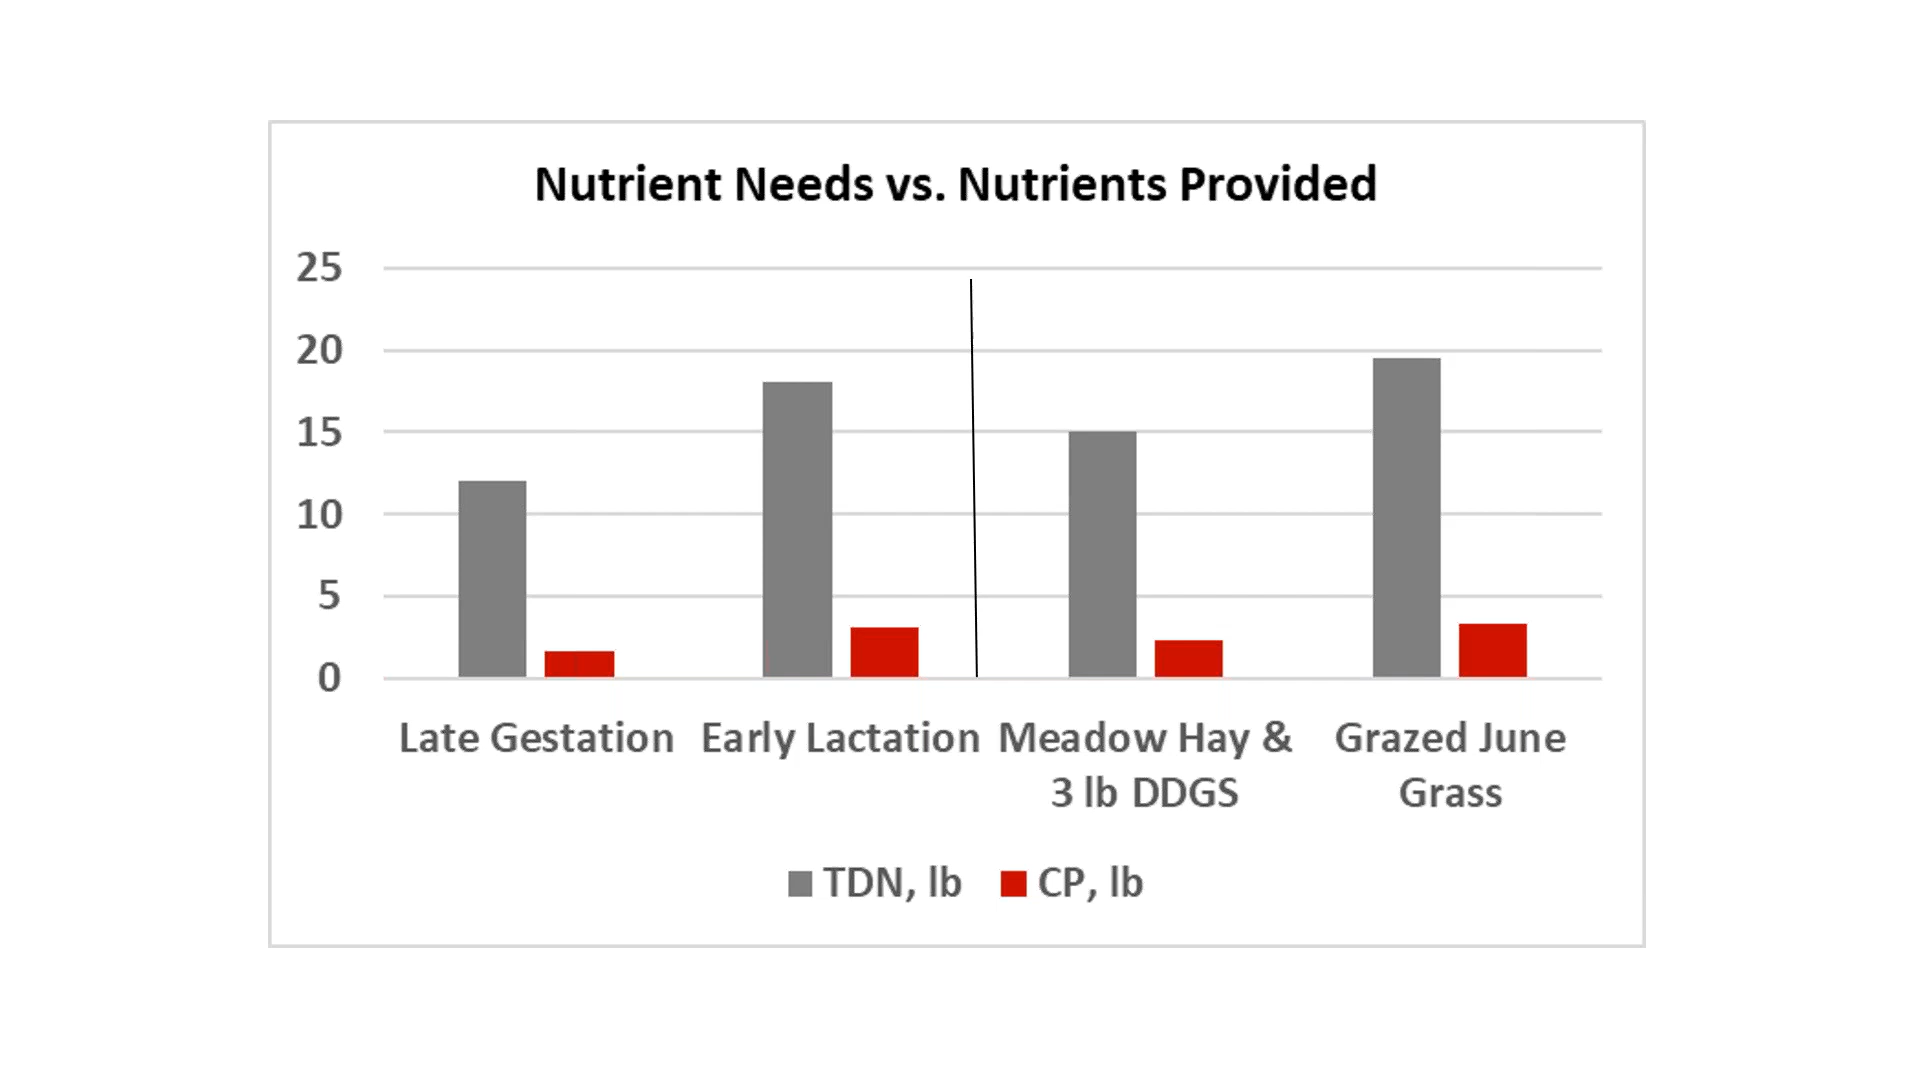 Nutrient Needs vs. Nutrients Provided
25
20
15
10
5
0
Late Gestation
Early Lactation
Meadow Hay &
3 lb DDGS
Grazed June
Grass
TDN, lb
CP, lb